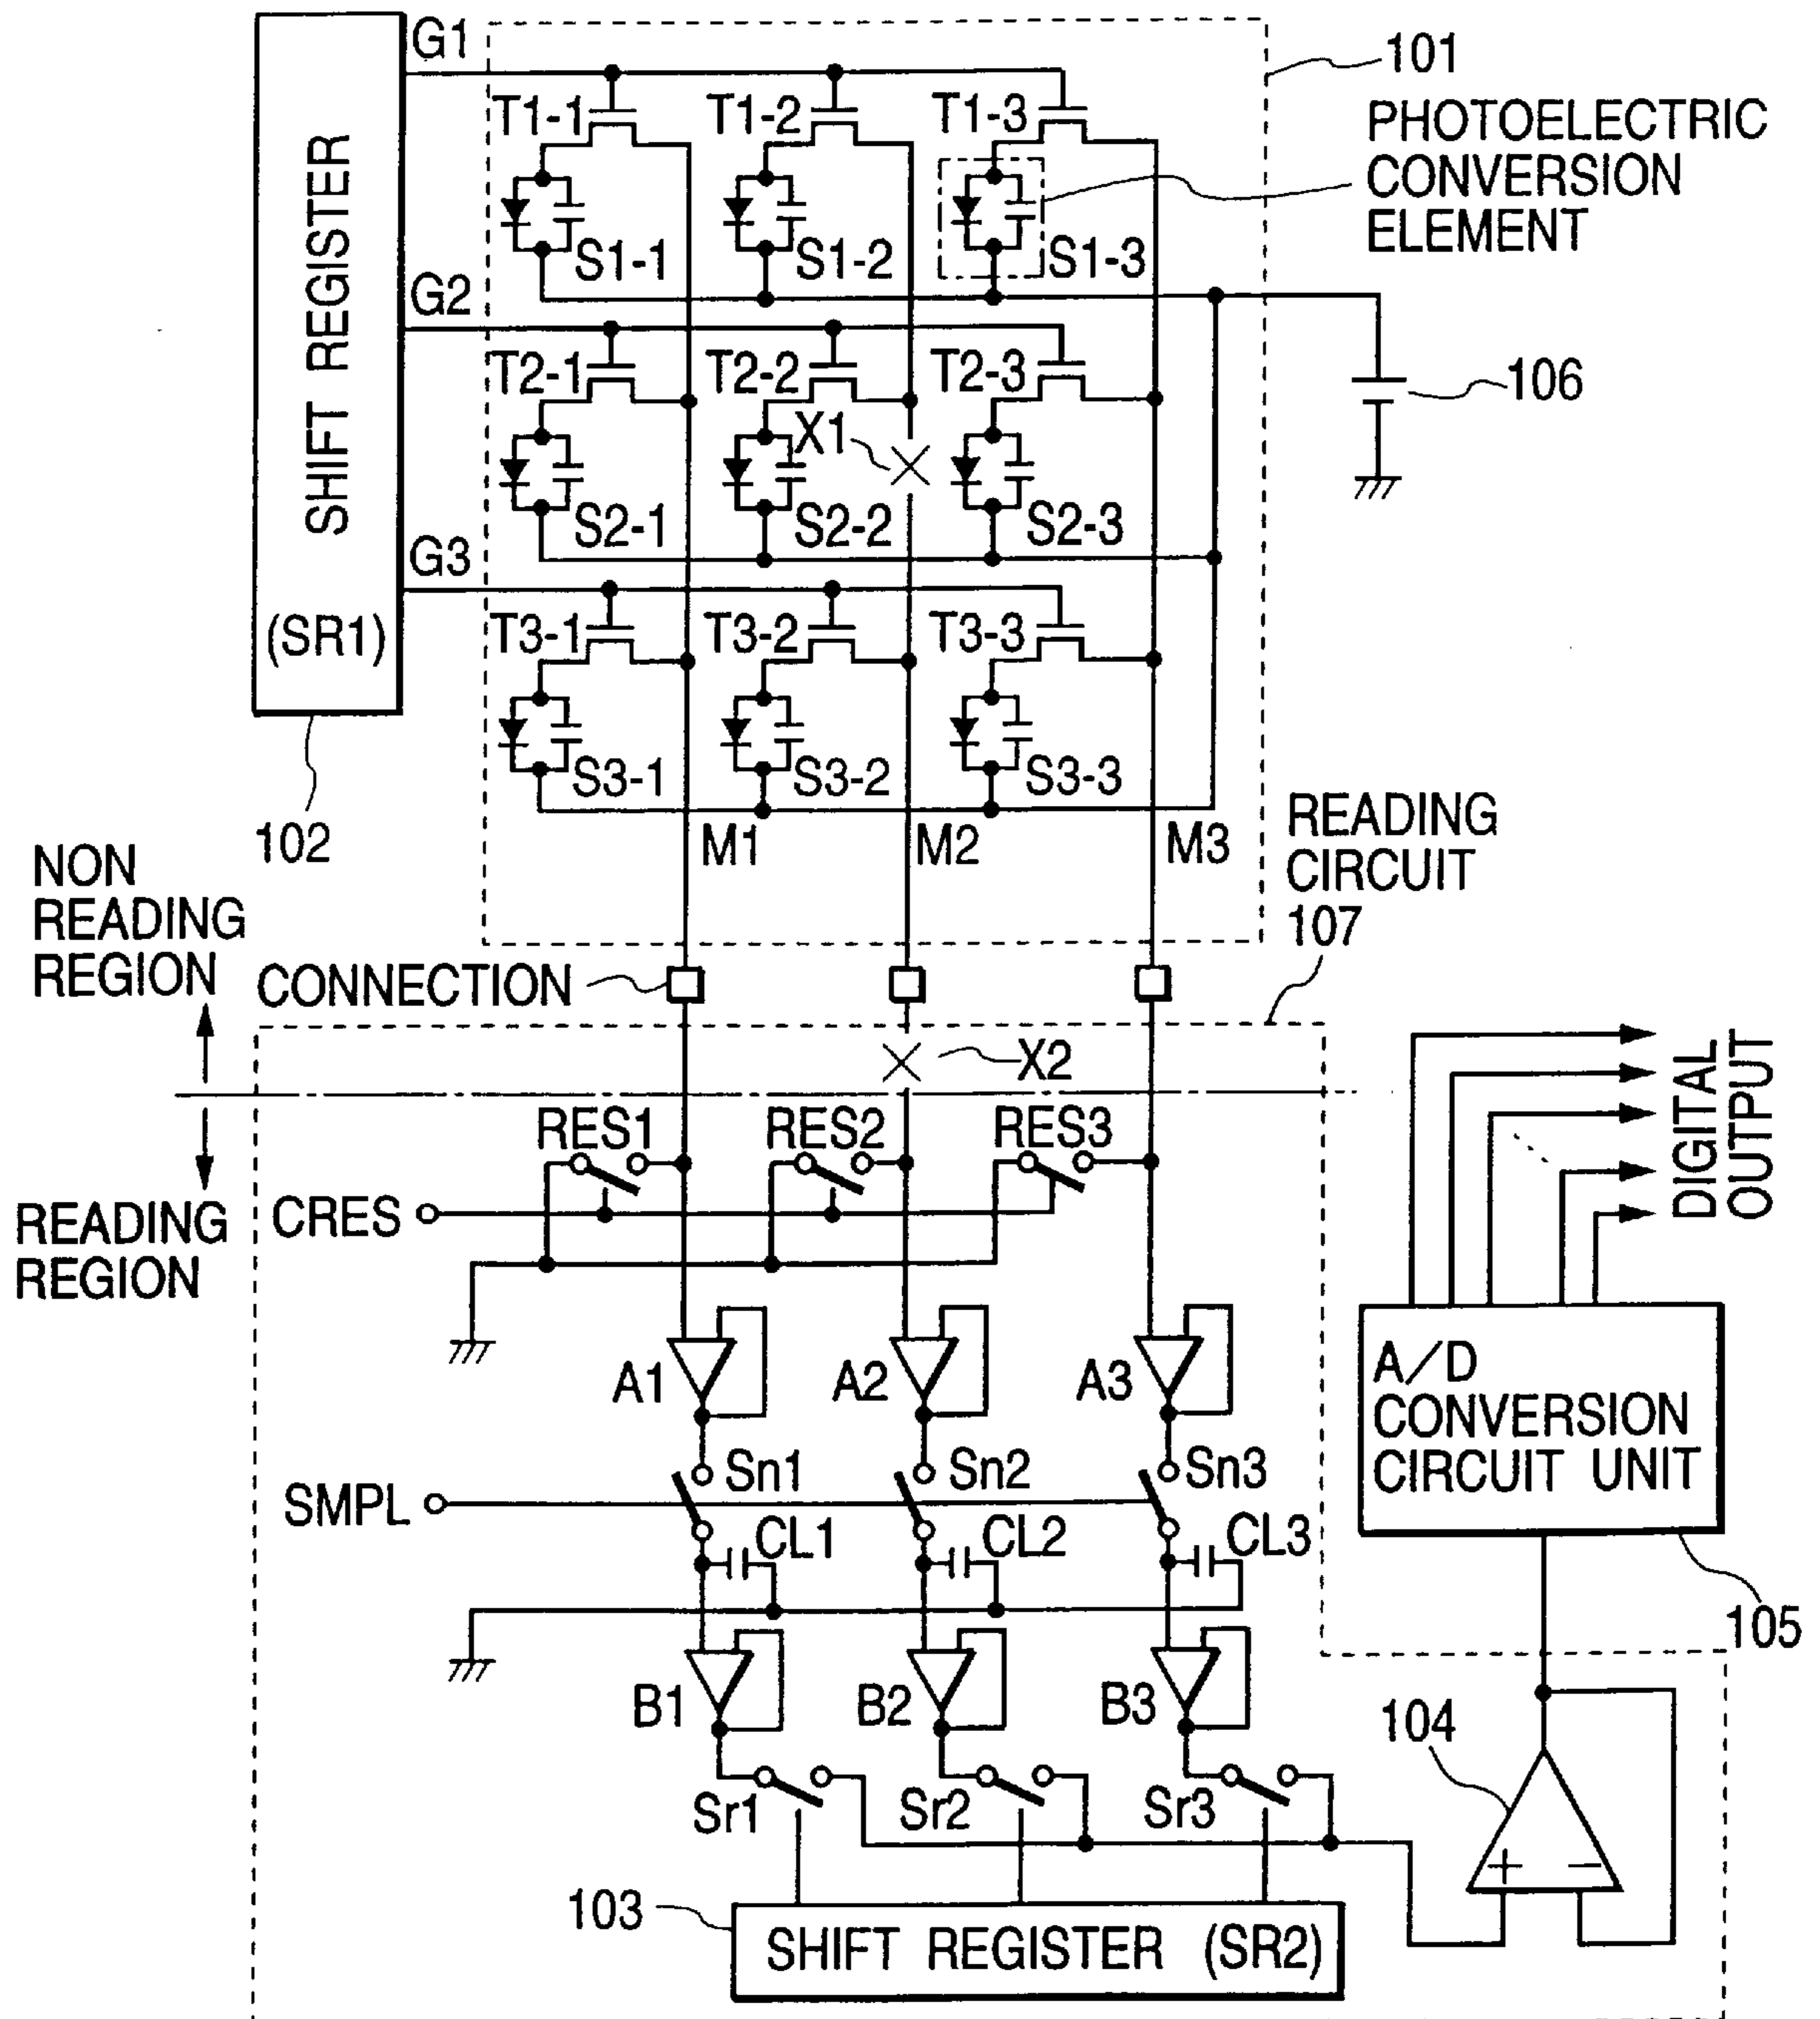 G1
101
T1-1
T1-2
T1-3
PHOTOELECTRIC
CONVERSION
ELEMENT
SHIFT REGISTER
(SR1)
S1-1
S1-2
S1-3
G2
T2-1
T2-2
T2-3
106
X1
S2-1
S2-2
S2-3
G3
T3-1
T3-2
T3-3
S3-1
S3-2
S3-3
102
M1
M2
M3
READING
CIRCUIT
107
NON
READING
REGION
CONNECTION
X2
READING
REGION
RES1
RES2
RES3
CRES
DIGITAL
OUTPUT
A1
A2
A3
A/D
CONVERSION
CIRCUIT UNIT
Sn1
Sn2
Sn3
SMPL
CL1
CL2
CL3
105
B1
B2
B3
104
Sr1
Sr2
Sr3
+
−
103
SHIFT REGISTER (SR2)